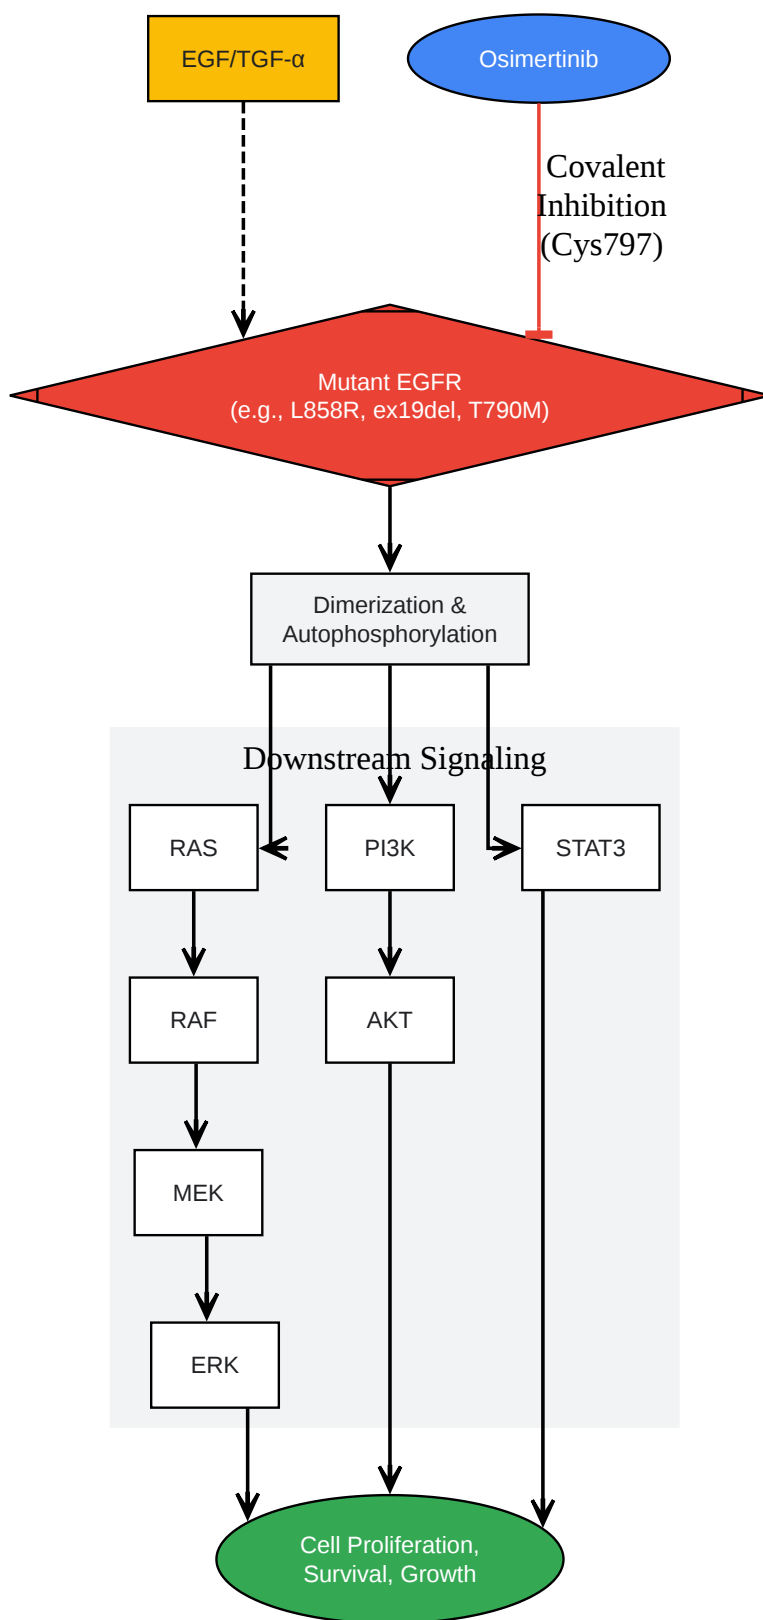 EGF/TGF-α
Osimertinib
Covalent
Inhibition
(Cys797)
Mutant EGFR
(e.g., L858R, ex19del, T790M)
Dimerization &
Autophosphorylation
Downstream Signaling
RAS
PI3K
STAT3
RAF
AKT
MEK
ERK
Cell Proliferation,
Survival, Growth